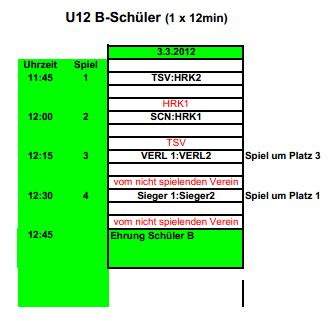 U12 B-Schüler (1 x 12min)
3.3.2012
Uhrzeit Spiel
11:45 1 TSV:HRK2
HRK1
12:00 2 SCN:HRK1
TSV
12:15 3 VERL 1:VERL2 Spiel um Platz 3
vom nicht spielenden Verein
12:30 4 Sieger 1:Sieger2 Spiel um Platz 1
vom nicht spielenden Verein
12:45 Ehrung Schüler B